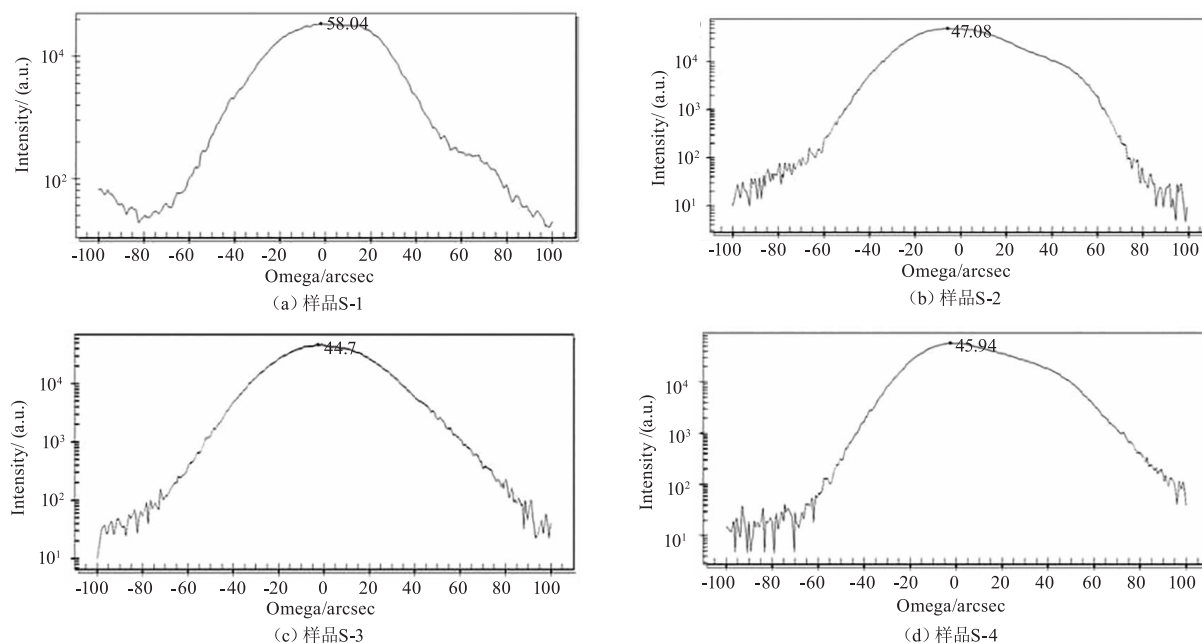 58.04
10^4
10^2
Intensity/ (a.u.)
-100 -80 -60 -40 -20 0 20 40 60 80 100
Omega/arcsec
(a) 样品S-1
47.08
10^4
10^3
10^2
10^1
Intensity/ (a.u.)
-100 -80 -60 -40 -20 0 20 40 60 80 100
Omega/arcsec
(b) 样品S-2
44.7
10^4
10^3
10^2
10^1
Intensity/ (a.u.)
-100 -80 -60 -40 -20 0 20 40 60 80 100
Omega/arcsec
(c) 样品S-3
45.94
10^4
10^3
10^2
10^1
Intensity /(a.u.)
-100 -80 -60 -40 -20 0 20 40 60 80 100
Omega/arcsec
(d) 样品S-4